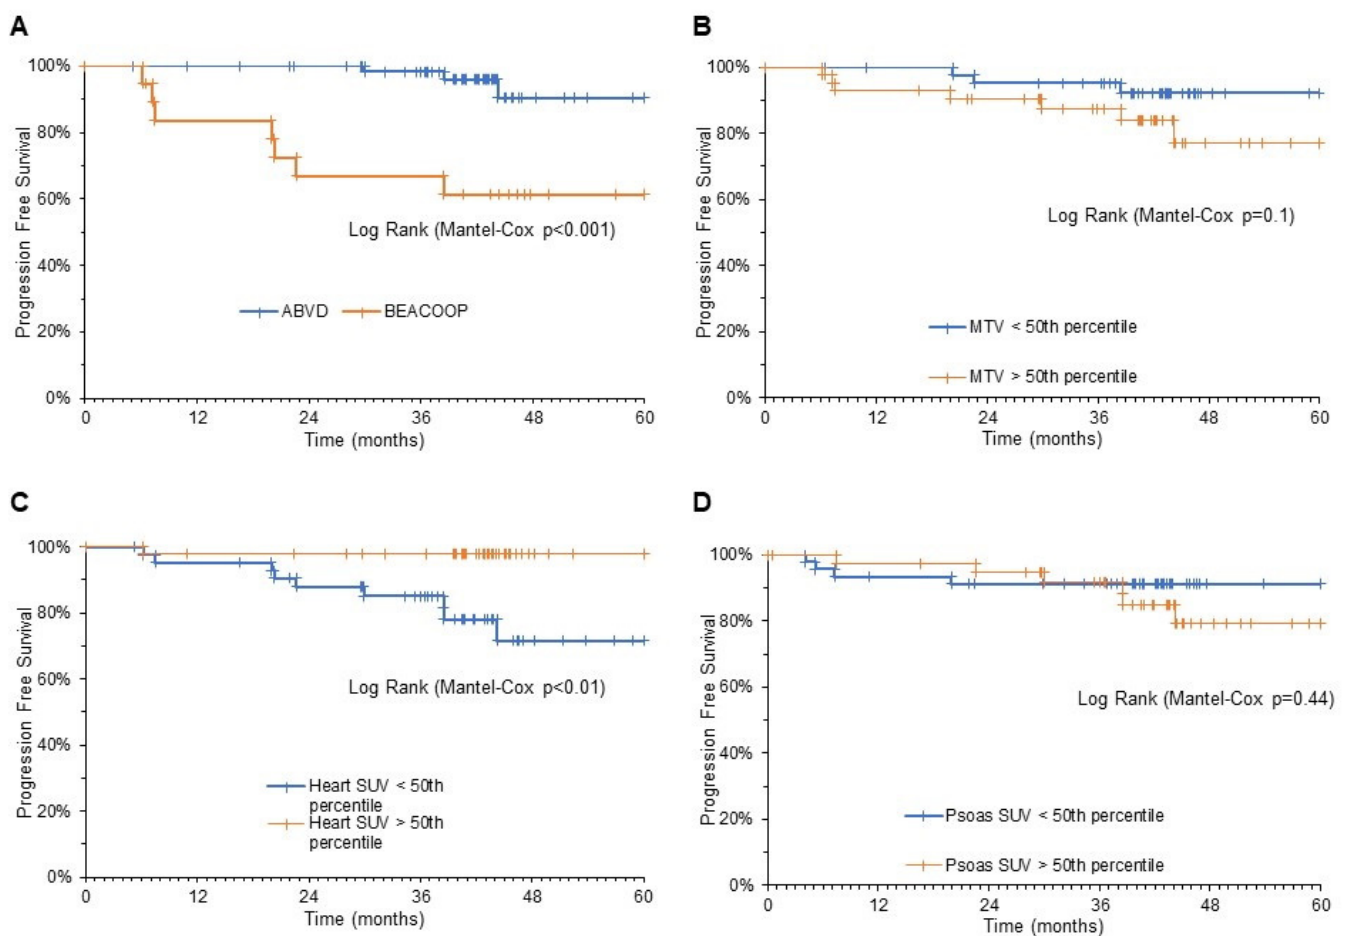 A
Progression Free Survival
100%
80%
60%
40%
20%
0%
Log Rank (Mantel-Cox p<0.001)
ABVD
BEACOOP
0 12 24 36 48 60
Time (months)
B
Progression Free Survival
100%
80%
60%
40%
20%
0%
Log Rank (Mantel-Cox p=0.1)
MTV < 50th percentile
MTV > 50th percentile
0 12 24 36 48 60
Time (months)
C
Progression Free Survival
100%
80%
60%
40%
20%
0%
Log Rank (Mantel-Cox p<0.01)
Heart SUV < 50th
percentile
Heart SUV > 50th
percentile
0 12 24 36 48 60
Time (months)
D
Progression Free Survival
100%
80%
60%
40%
20%
0%
Log Rank (Mantel-Cox p=0.44)
Psoas SUV < 50th percentile
Psoas SUV > 50th percentile
0 12 24 36 48 60
Time (months)